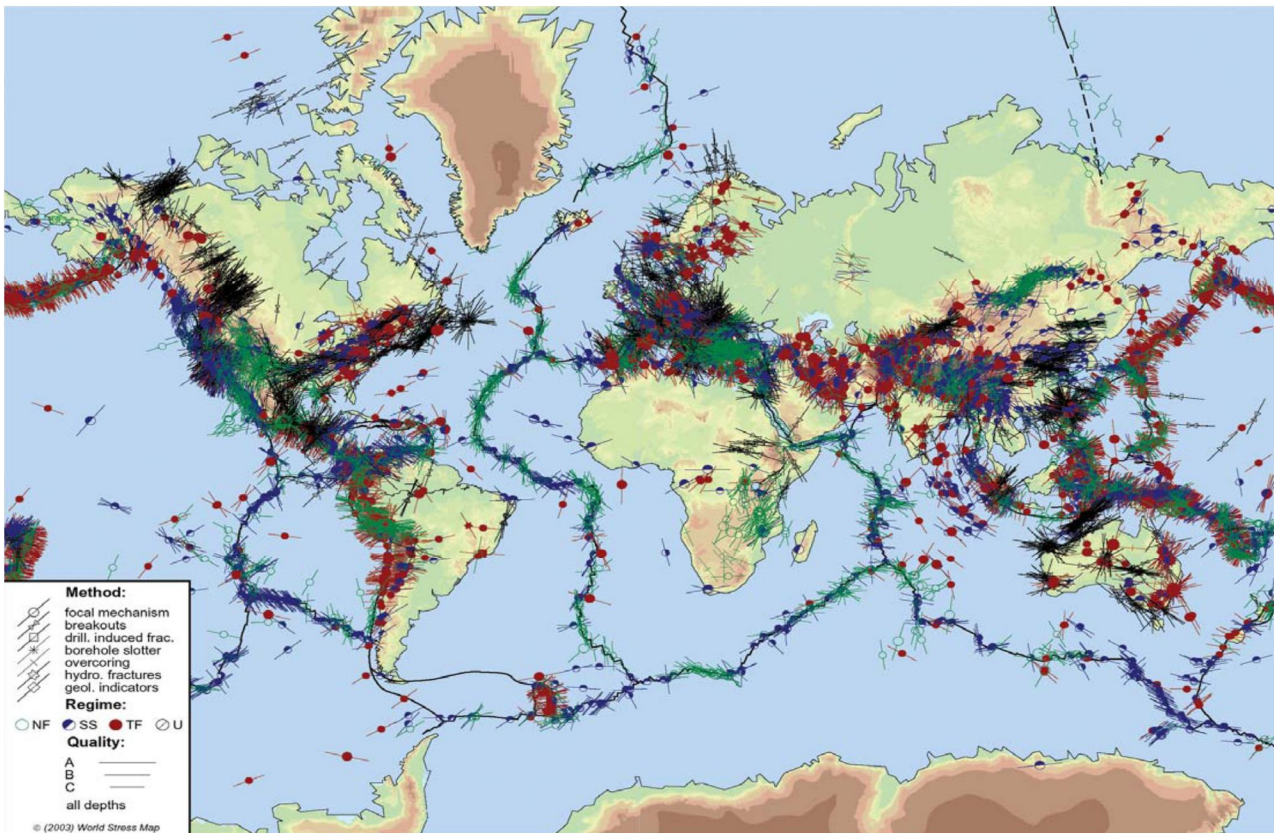 Method:
focal mechanism
breakouts
drill. induced frac.
borehole slotter
overcoring
hydro. fractures
geol. indicators
Regime:
NF SS TF U
Quality:
A
B
C
all depths
© (2003) World Stress Map